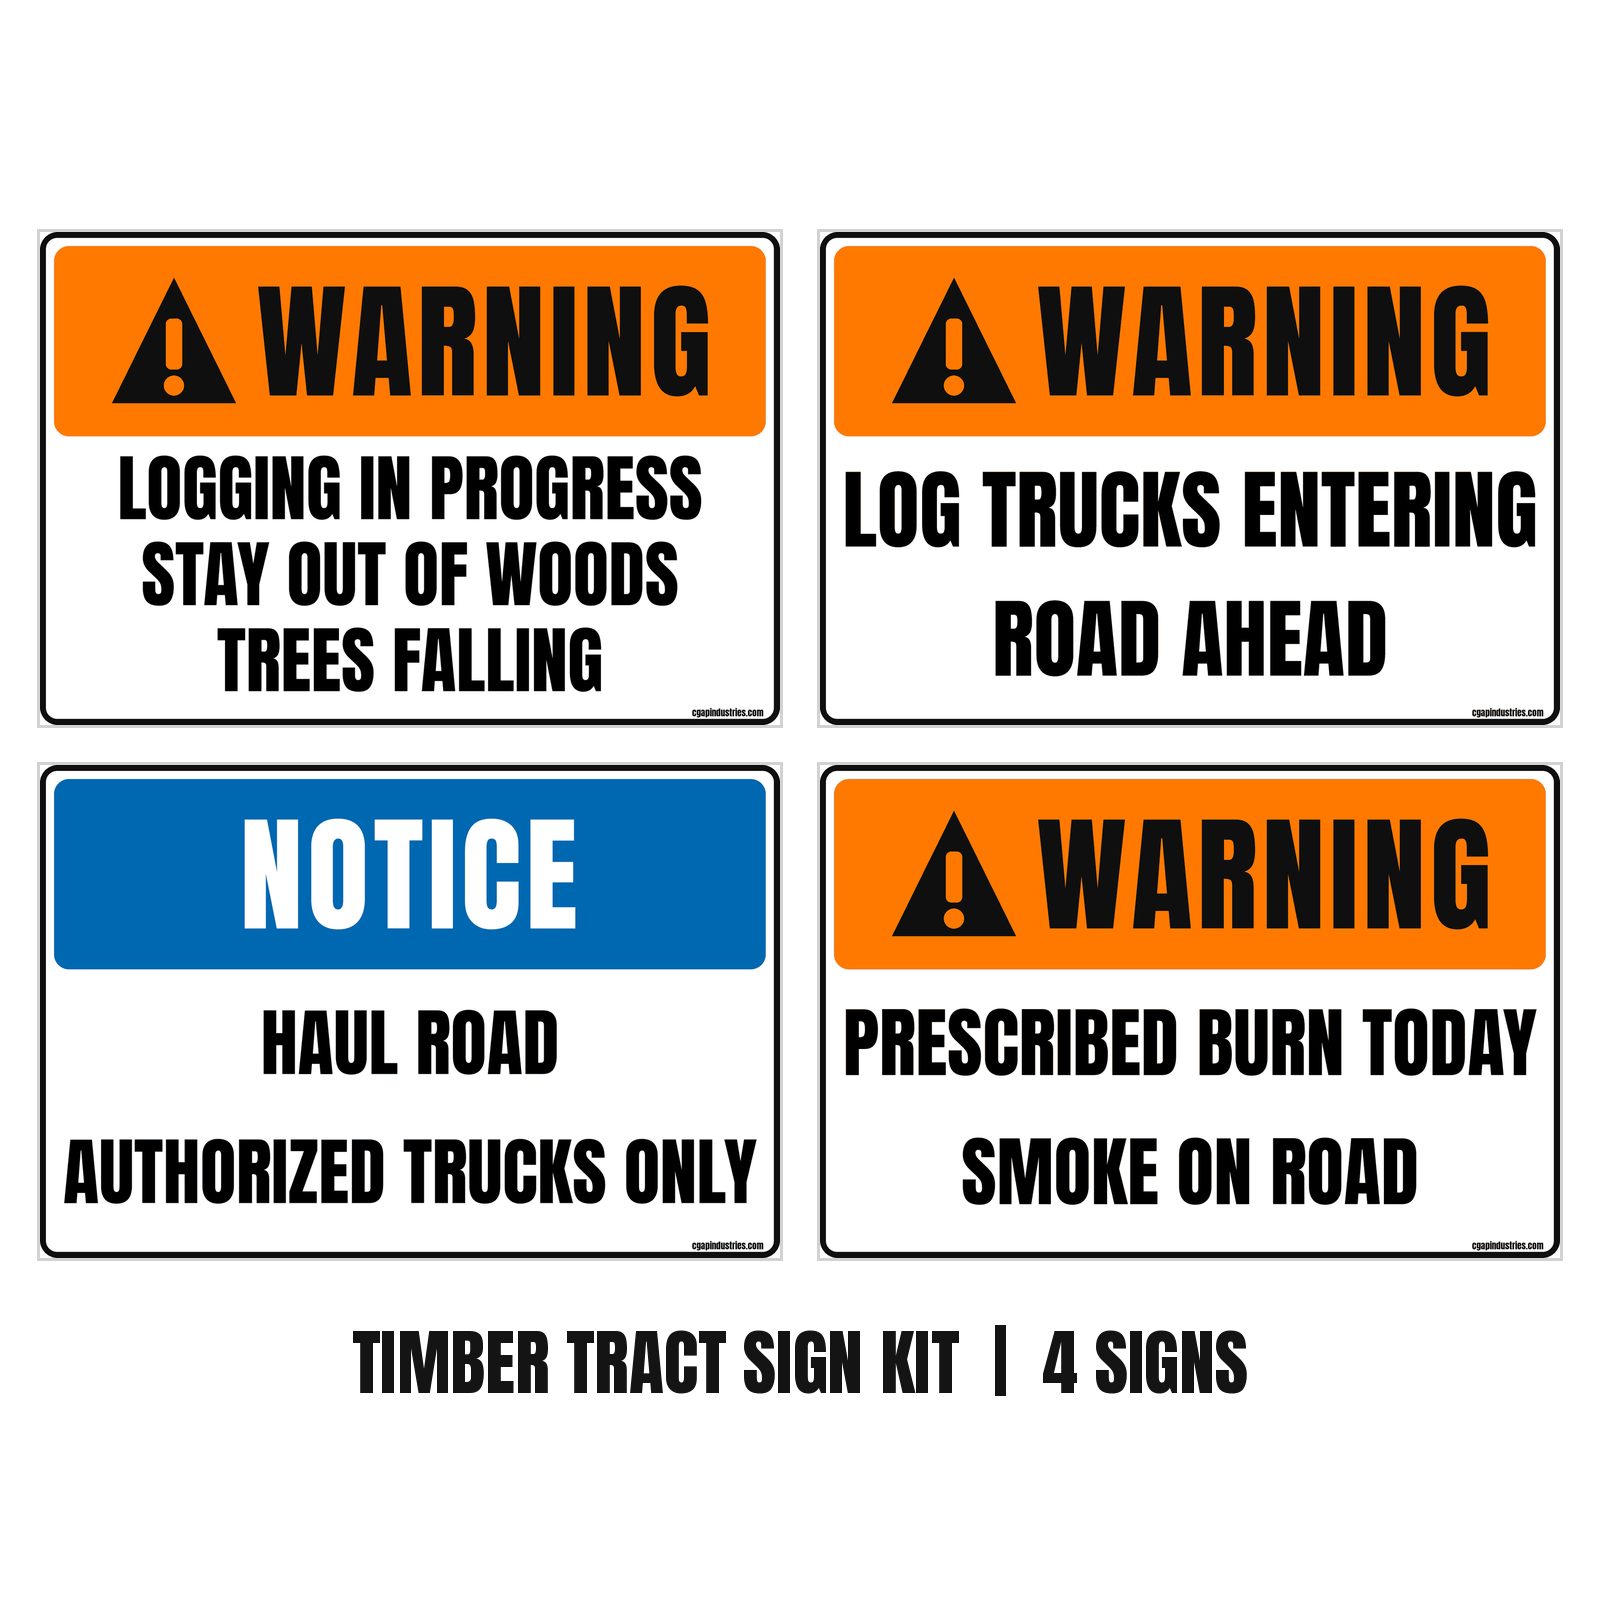 WARNING
LOGGING IN PROGRESS
STAY OUT OF WOODS
TREES FALLING
cgapindustries.com
WARNING
LOG TRUCKS ENTERING
ROAD AHEAD
cgapindustries.com
NOTICE
HAUL ROAD
AUTHORIZED TRUCKS ONLY
cgapindustries.com
WARNING
PRESCRIBED BURN TODAY
SMOKE ON ROAD
cgapindustries.com
TIMBER TRACT SIGN KIT | 4 SIGNS